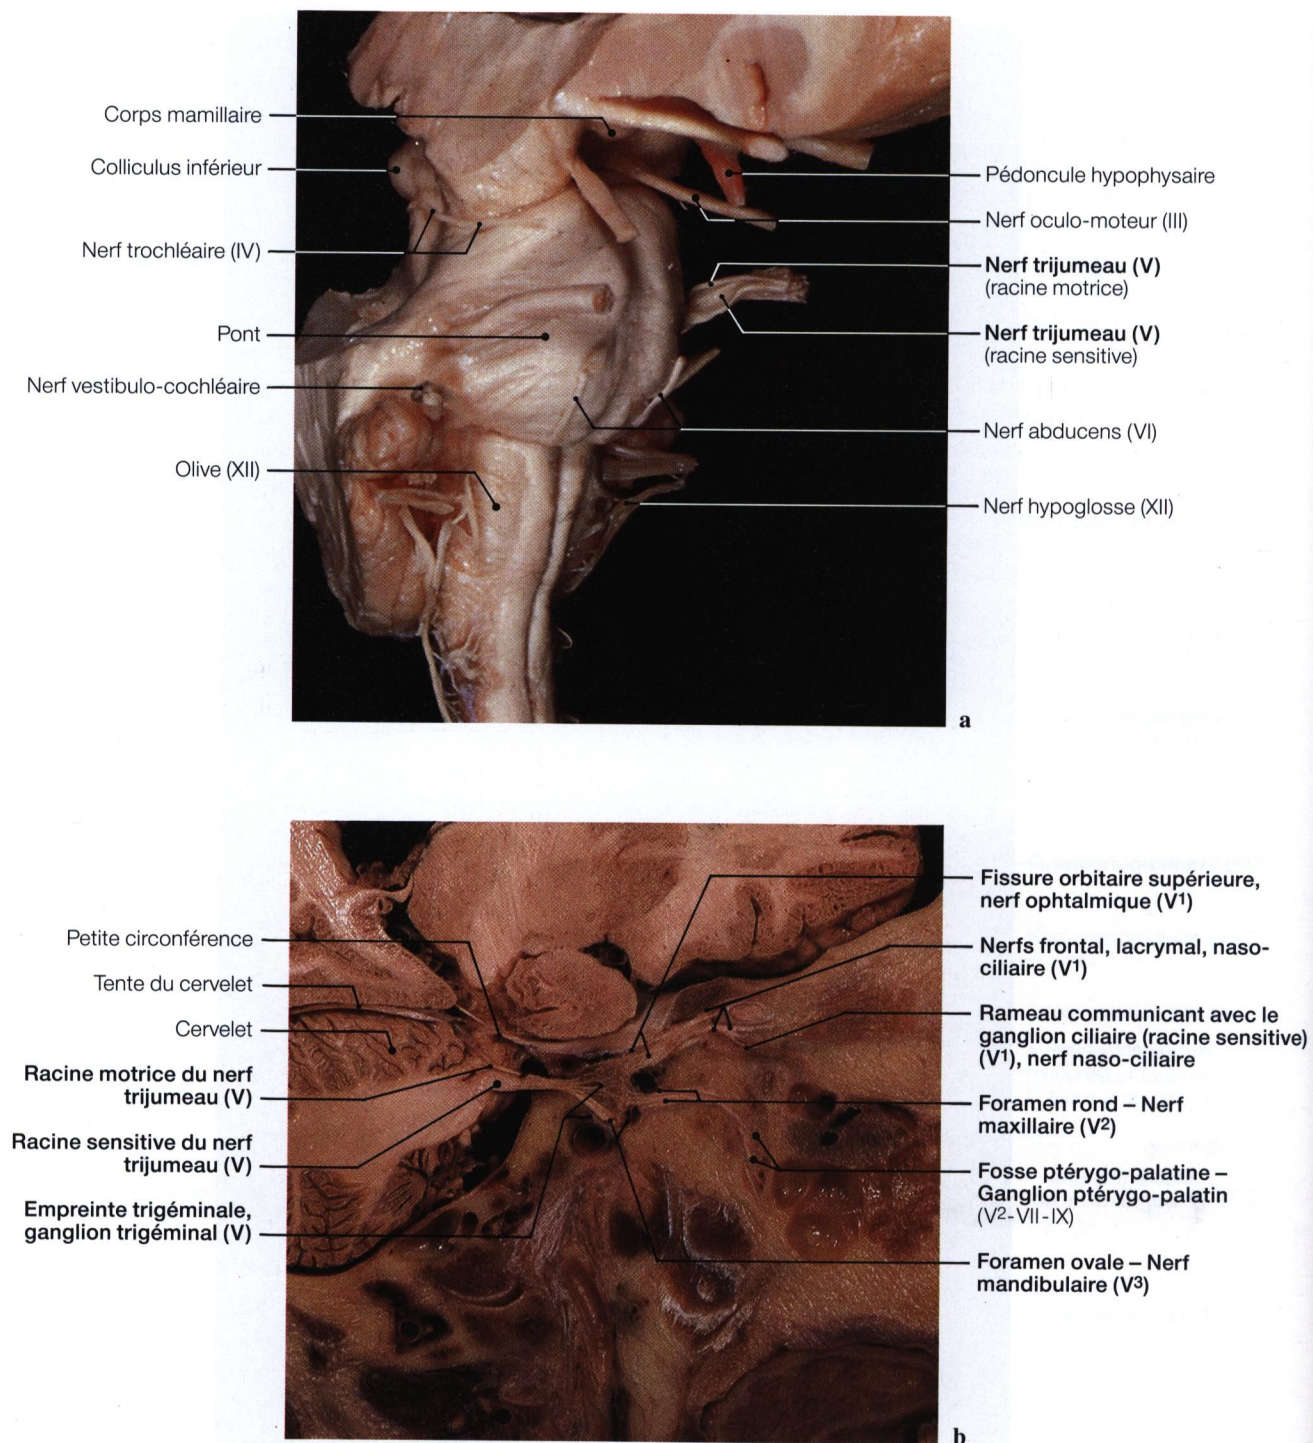 Corps mamillaire
Colliculus inférieur
Nerf trochléaire (IV)
Pont
Nerf vestibulo-cochléaire
Olive (XII)
Pédoncule hypophysaire
Nerf oculo-moteur (III)
Nerf trijumeau (V)
(racine motrice)
Nerf trijumeau (V)
(racine sensitive)
Nerf abducens (VI)
Nerf hypoglosse (XII)
a
Petite circonférence
Tente du cervelet
Cervelet
Racine motrice du nerf
trijumeau (V)
Racine sensitive du nerf
trijumeau (V)
Empreinte trigéminale,
ganglion trigéminal (V)
Fissure orbitaire supérieure,
nerf ophtalmique (V¹)
Nerfs frontal, lacrymal, naso-
ciliaire (V¹)
Rameau communicant avec le
ganglion ciliaire (racine sensitive)
(V¹), nerf naso-ciliaire
Foramen rond – Nerf
maxillaire (V²)
Fosse ptérygo-palatine –
Ganglion ptérygo-palatin
(V²-VII-IX)
Foramen ovale – Nerf
mandibulaire (V³)
b